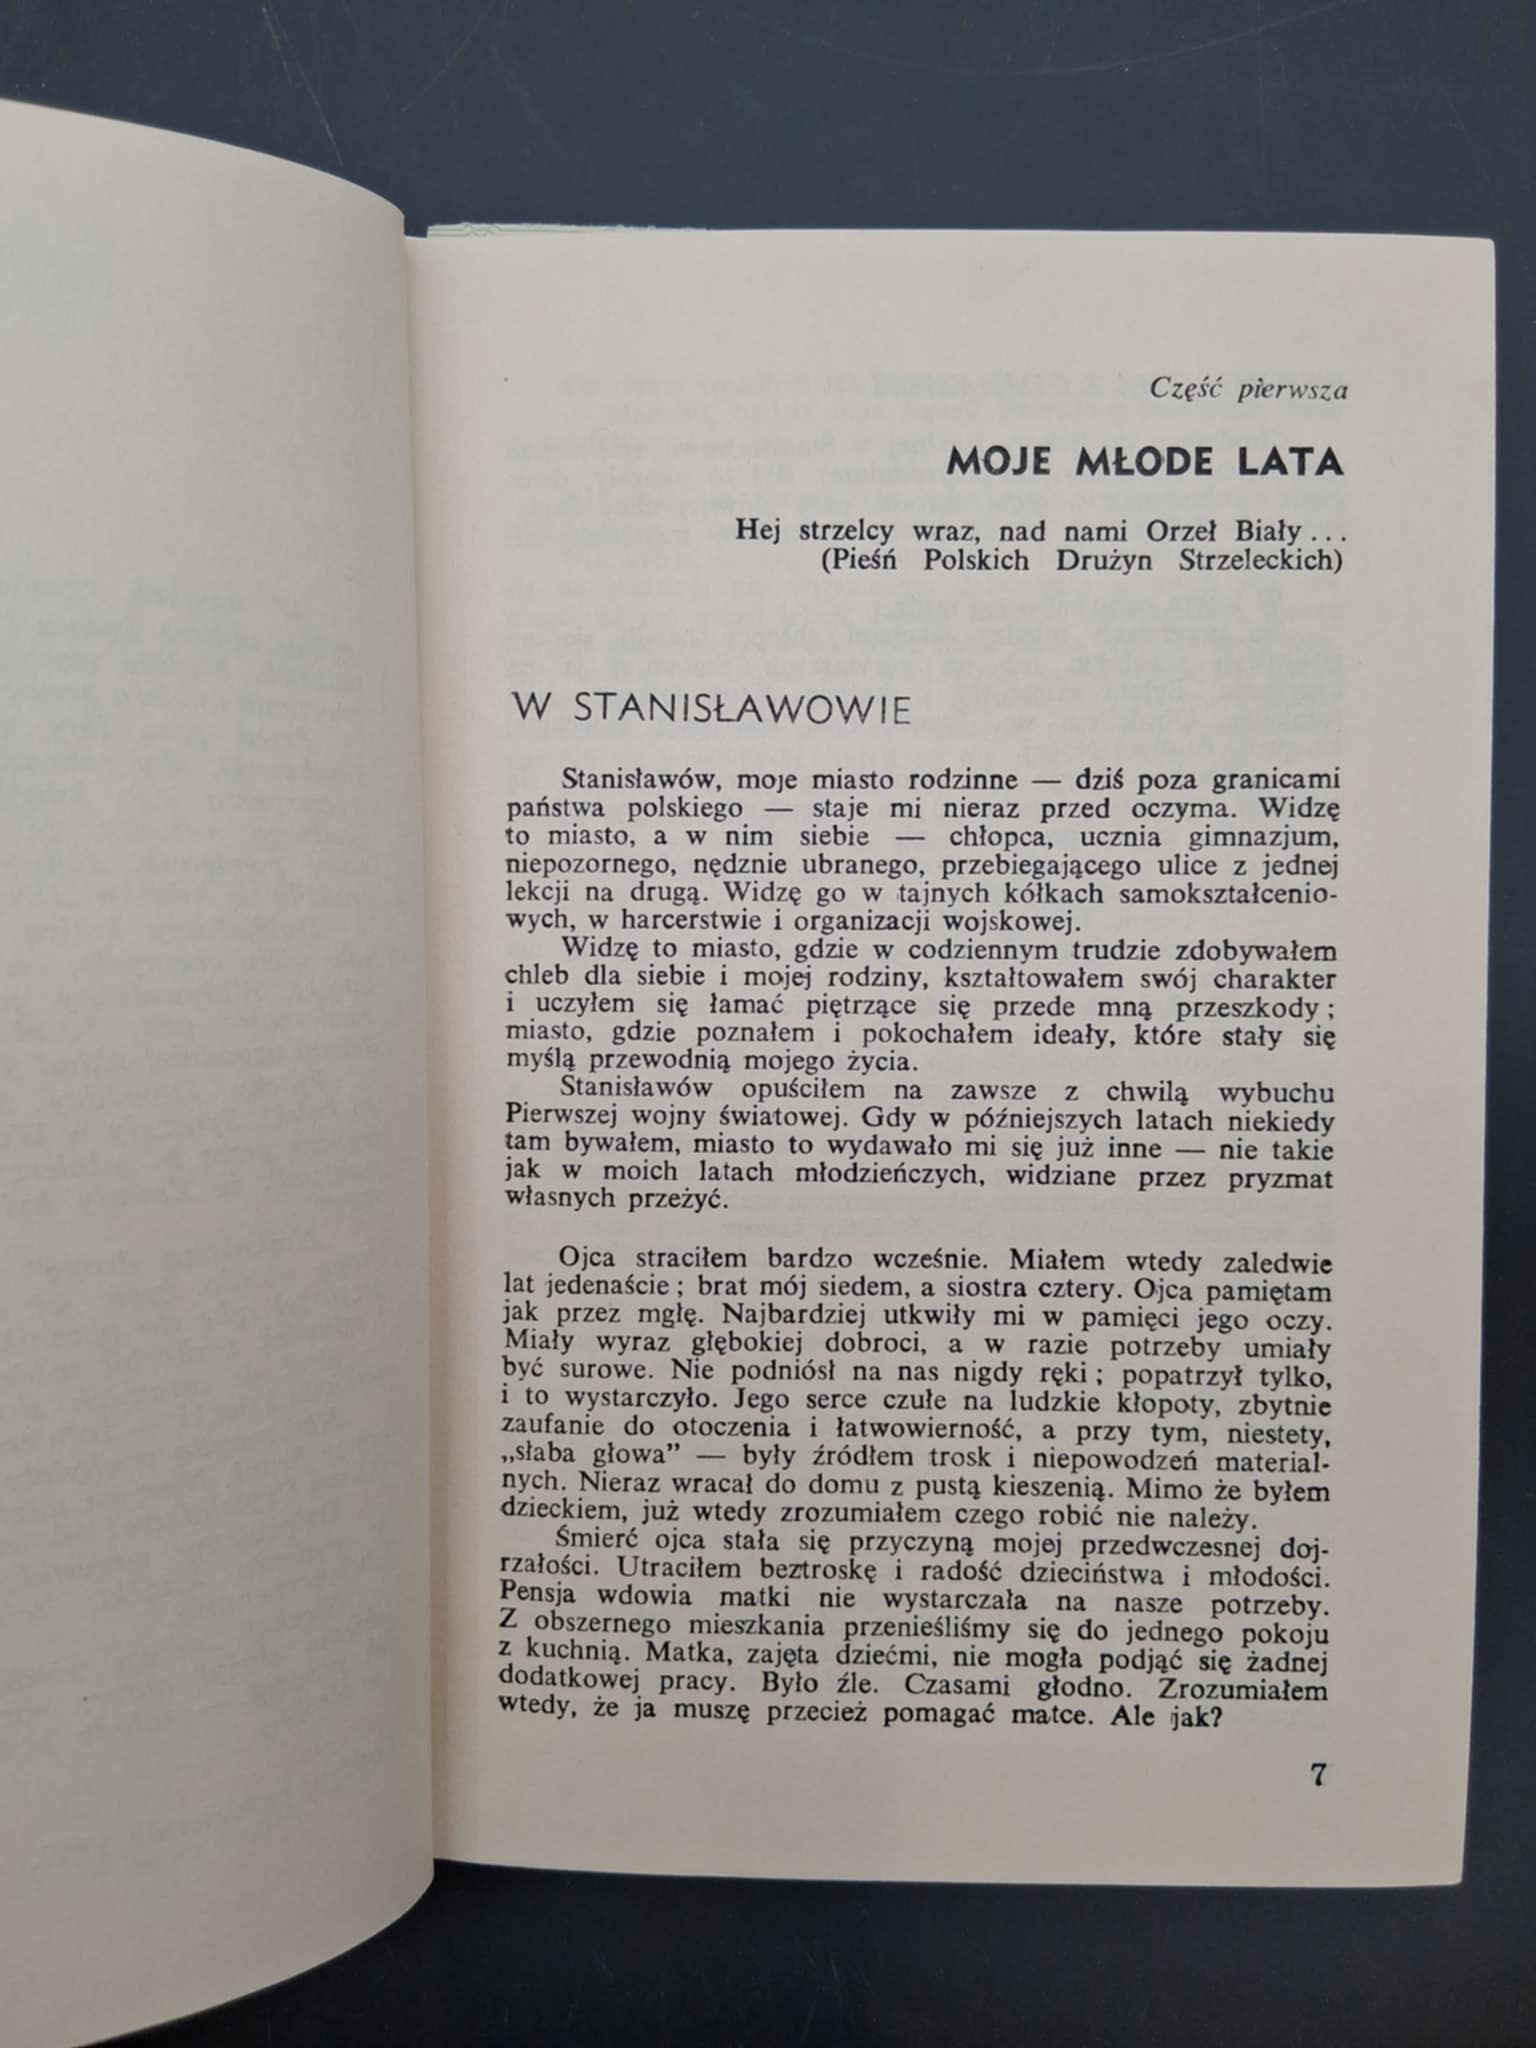 Część pierwsza
MOJE MŁODE LATA
Hej strzelcy wraz, nad nami Orzeł Biały...
(Pieśń Polskich Drużyn Strzeleckich)
W STANISŁAWOWIE
Stanisławów, moje miasto rodzinne — dziś poza granicami
państwa polskiego — staje mi nieraz przed oczyma. Widzę
to miasto, a w nim siebie — chłopca, ucznia gimnazjum,
niepozornego, nędznie ubranego, przebiegającego ulice z jednej
lekcji na drugą. Widzę go w tajnych kółkach samokształcenio-
wych, w harcerstwie i organizacji wojskowej.
Widzę to miasto, gdzie w codziennym trudzie zdobywałem
chleb dla siebie i mojej rodziny, kształtowałem swój charakter
i uczyłem się łamać piętrzące się przede mną przeszkody;
miasto, gdzie poznałem i pokochałem ideały, które stały się
myślą przewodnią mojego życia.
Stanisławów opuściłem na zawsze z chwilą wybuchu
Pierwszej wojny światowej. Gdy w późniejszych latach niekiedy
tam bywałem, miasto to wydawało mi się już inne — nie takie
jak w moich latach młodzieńczych, widziane przez pryzmat
własnych przeżyć.
Ojca straciłem bardzo wcześnie. Miałem wtedy zaledwie
lat jedenaście; brat mój siedem, a siostra cztery. Ojca pamiętam
jak przez mgłę. Najbardziej utkwiły mi w pamięci jego oczy.
Miały wyraz głębokiej dobroci, a w razie potrzeby umiały
być surowe. Nie podniósł na nas nigdy ręki; popatrzył tylko,
i to wystarczyło. Jego serce czułe na ludzkie kłopoty, zbytnie
zaufanie do otoczenia i łatwowierność, a przy tym, niestety,
„słaba głowa” — były źródłem trosk i niepowodzeń material-
nych. Nieraz wracał do domu z pustą kieszenią. Mimo że byłem
dzieckiem, już wtedy zrozumiałem czego robić nie należy.
Śmierć ojca stała się przyczyną mojej przedwczesnej doj-
rzałości. Utraciłem beztroskę i radość dzieciństwa i młodości.
Pensja wdowia matki nie wystarczała na nasze potrzeby.
Z obszernego mieszkania przenieśliśmy się do jednego pokoju
z kuchnią. Matka, zajęta dziećmi, nie mogła podjąć się żadnej
dodatkowej pracy. Było źle. Czasami głodno. Zrozumiałem
wtedy, że ja muszę przecież pomagać matce. Ale jak?
7